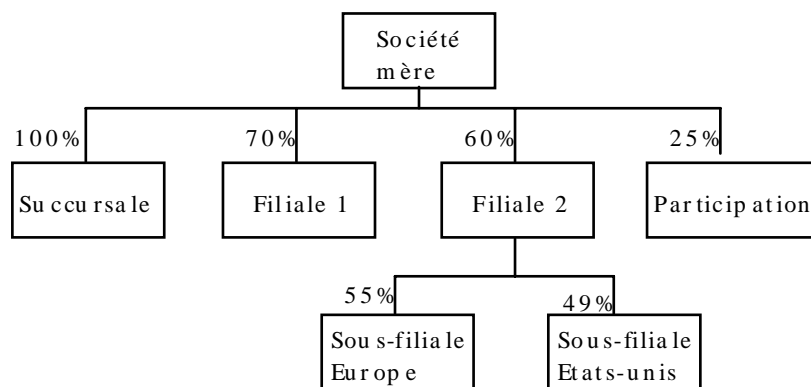 Société
mère
100%
70%
60%
25%
Succursale
Filiale 1
Filiale 2
Participation
55%
49%
Sous-filiale
Europe
Sous-filiale
Etats-unis